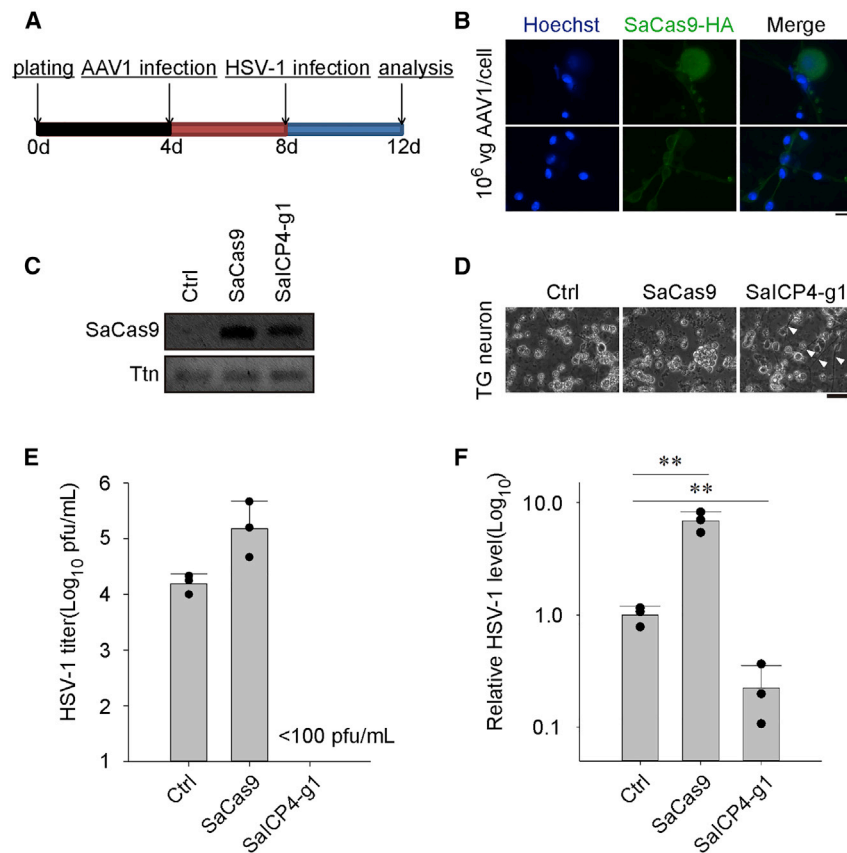 A
plating AAV1 infection HSV-1 infection analysis
0d 4d 8d 12d
B
Hoechst SaCas9-HA Merge
10⁶ vg AAV1/cell
C
Ctrl SaCas9 SaICP4-g1
SaCas9
Ttn
D
Ctrl SaCas9 SaICP4-g1
TG neuron
E
HSV-1 titer(Log₁₀ pfu/mL)
6
5
4
3
2
1
<100 pfu/mL
Ctrl SaCas9 SaICP4-g1
F
Relative HSV-1 level(Log₁₀)
**
**
10.0
1.0
0.1
Ctrl SaCas9 SaICP4-g1